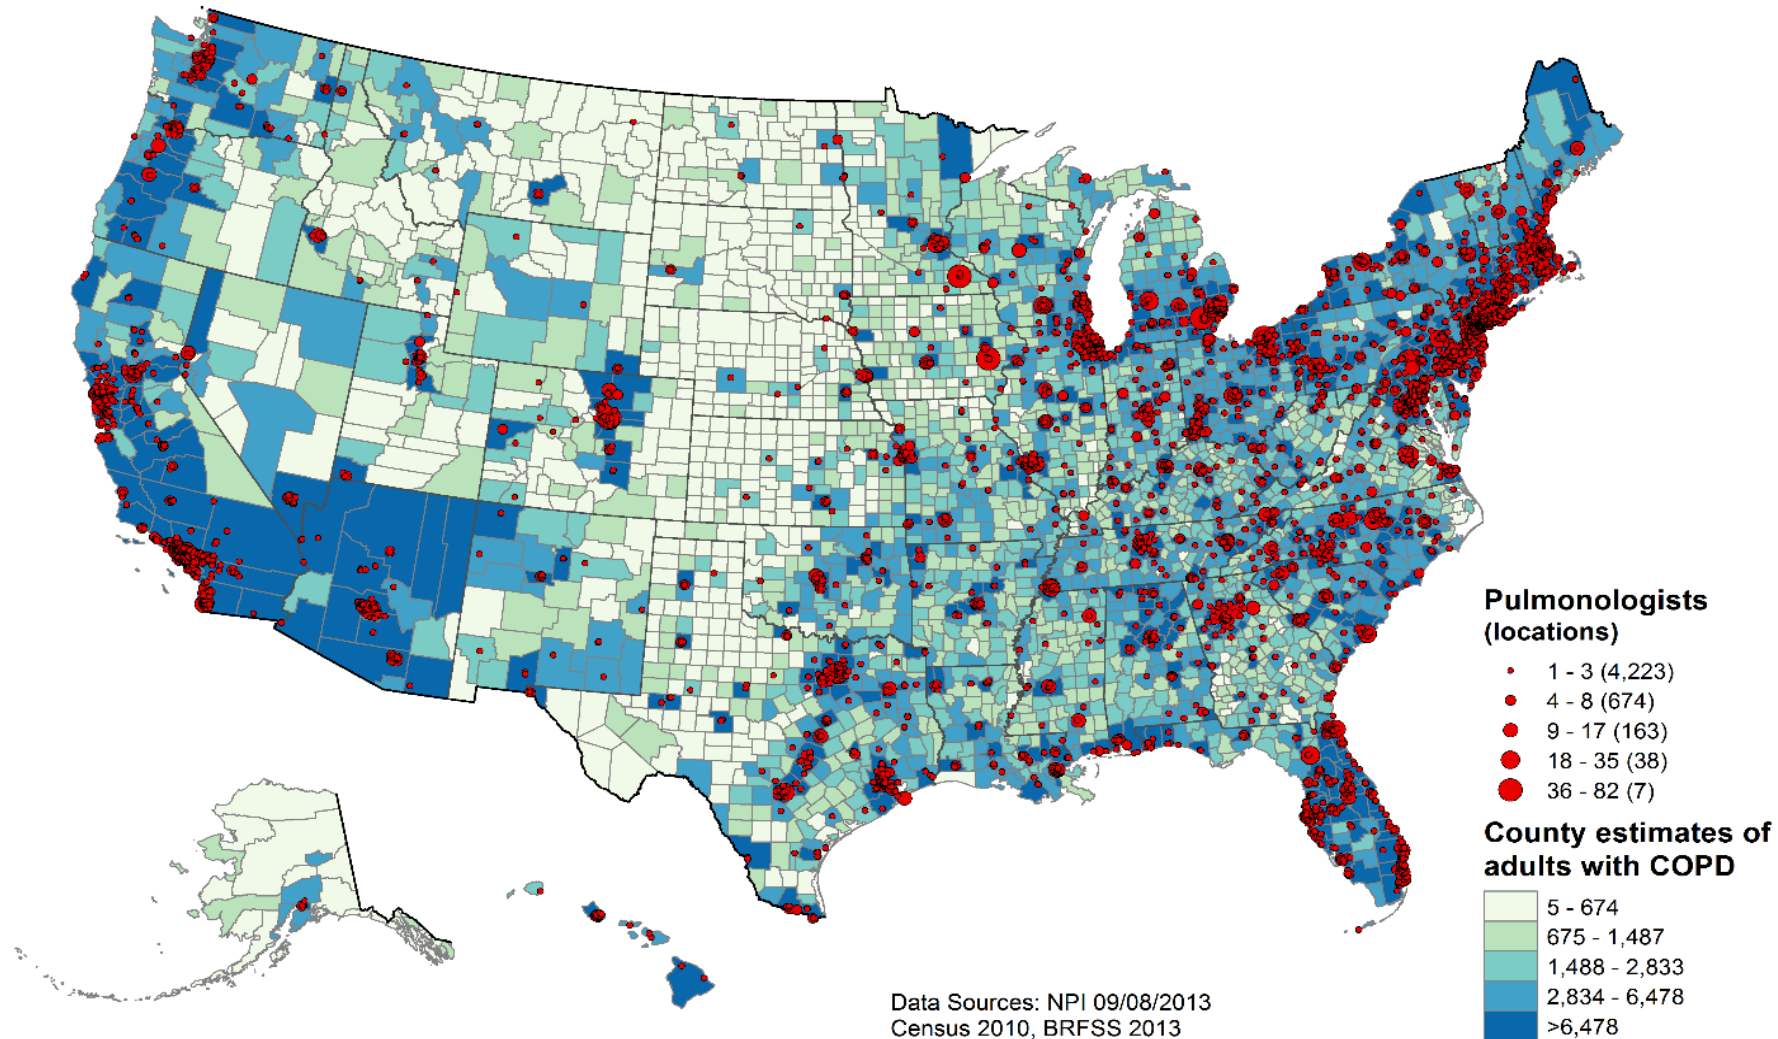 Pulmonologists
(locations)
1 - 3 (4,223)
4 - 8 (674)
9 - 17 (163)
18 - 35 (38)
36 - 82 (7)
County estimates of
adults with COPD
5 - 674
675 - 1,487
1,488 - 2,833
2,834 - 6,478
>6,478
Data Sources: NPI 09/08/2013
Census 2010, BRFSS 2013